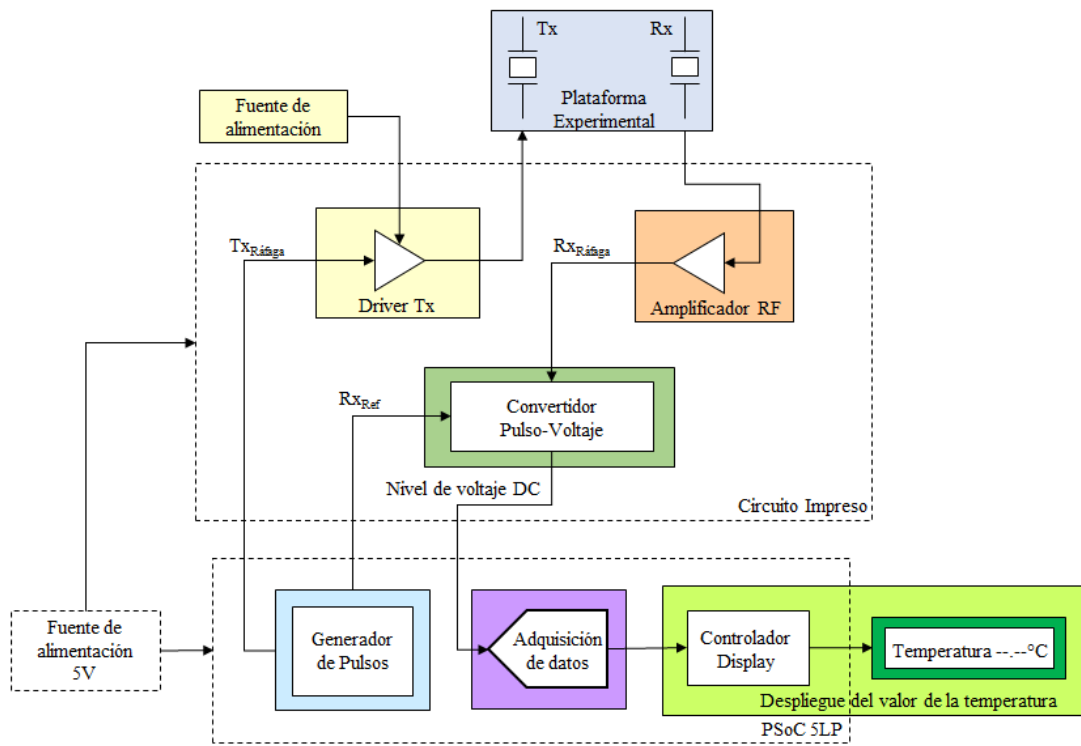 Tx
Rx
Plataforma
Experimental
Fuente de
alimentación
TxRáfaga
Driver Tx
RxRáfaga
Amplificador RF
RxRef
Convertidor
Pulso-Voltaje
Nivel de voltaje DC
Circuito Impreso
Fuente de
alimentación
5V
Generador
de Pulsos
Adquisición
de datos
Controlador
Display
Temperatura --.--°C
Despliegue del valor de la temperatura
PSoC 5LP